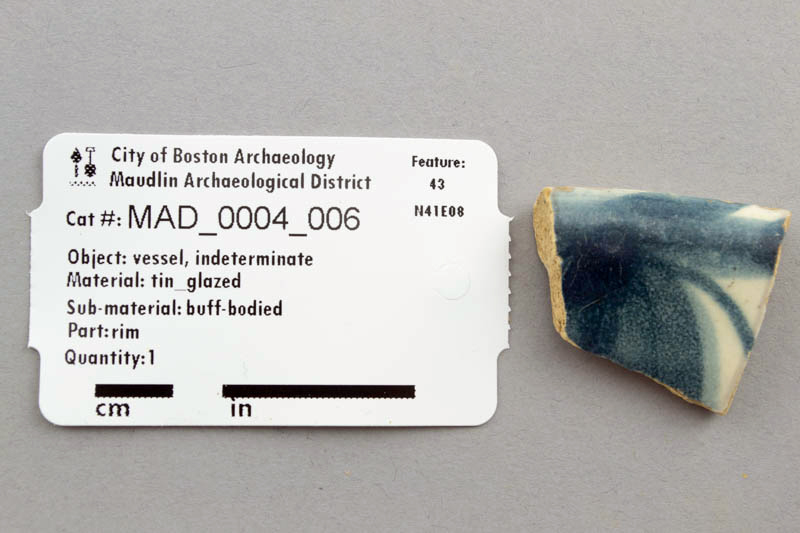 City of Boston Archaeology
Maudlin Archaeological District
Feature:
43
N41E08
Cat #: MAD_0004_006
Object: vessel, indeterminate
Material: tin_glazed
Sub-material: buff-bodied
Part: rim
Quantity: 1
cm
in